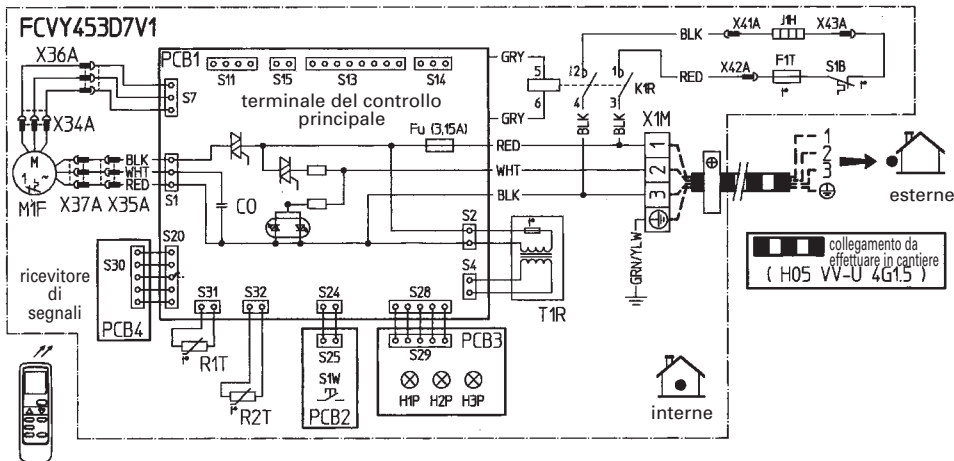 FCVY453D7V1
X36A
PCB1
S11
S15
S13
S14
terminale del controllo
principale
S7
X34A
M
1
~
M1F
X37A
X35A
BLK
WHT
RED
S1
C0
Fu (3,15A)
GRY
5
6
GRY
RED
WHT
BLK
2
4
1
3
K1R
BLK
BLK
BLK
X41A
J1H
X43A
RED
X42A
F1T
S1B
X1M
1
2
3
GRN/YLW
1
2
3
esterne
collegamento da
effettuare in cantiere
( H05 VV-U 4G1.5 )
S2
S4
T1R
S20
S30
PCB4
ricevitore
di
segnali
S31
S32
S24
S28
R1T
R2T
S25
S1W
PCB2
S29
PCB3
H1P
H2P
H3P
interne